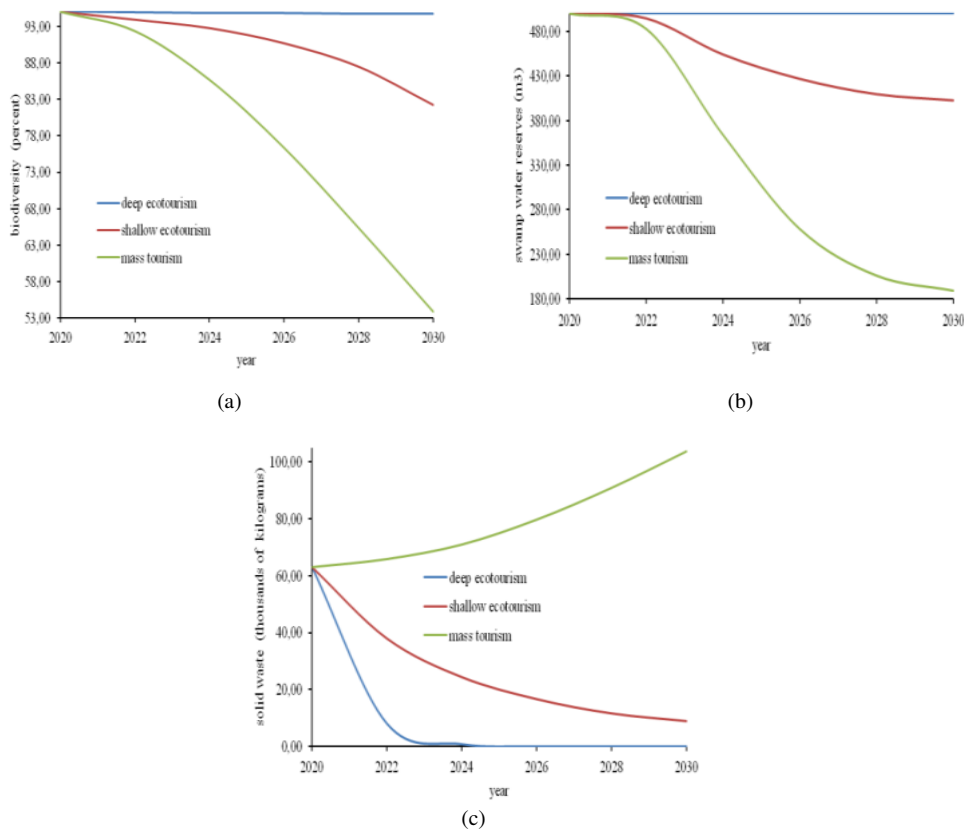 biodiversity (percent)
93,00
88,00
83,00
78,00
73,00
68,00
63,00
58,00
53,00
deep ecotourism
shallow ecotourism
mass tourism
2020 2022 2024 2026 2028 2030
year
(a)
swamp water reserves (m3)
480,00
430,00
380,00
330,00
280,00
230,00
180,00
deep ecotourism
shallow ecotourism
mass tourism
2020 2022 2024 2026 2028 2030
year
(b)
solid waste (thousands of kilograms)
100,00
80,00
60,00
40,00
20,00
0,00
deep ecotourism
shallow ecotourism
mass tourism
2020 2022 2024 2026 2028 2030
year
(c)